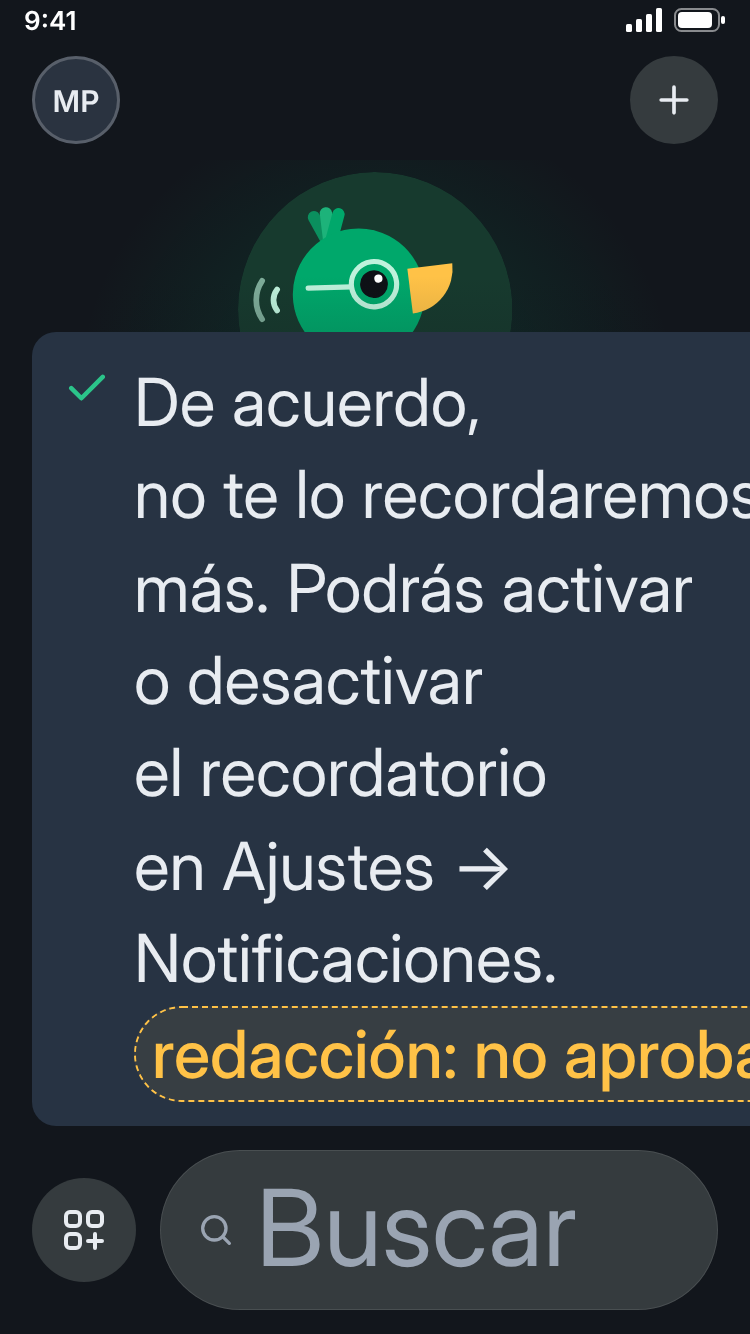 9:41
MP
De acuerdo,
no te lo recordaremos
más. Podrás activar
o desactivar
el recordatorio
en Ajustes →
Notificaciones.
redacción: no
Buscar